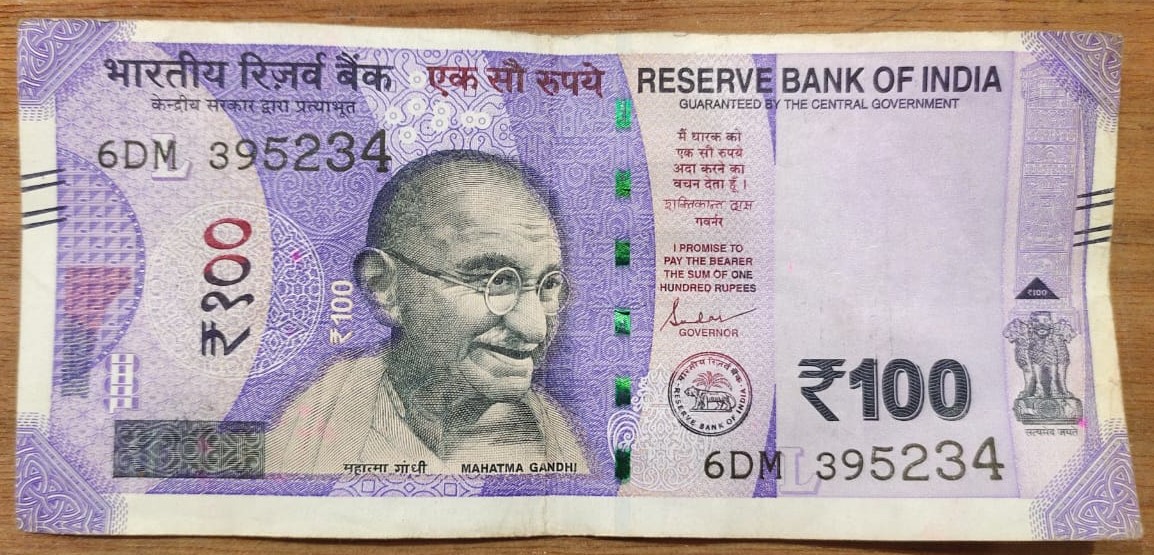 भारतीय रिज़र्व बैंक
केन्द्रीय सरकार द्वारा प्रत्याभूत
एक सौ रुपये
RESERVE BANK OF INDIA
GUARANTEED BY THE CENTRAL GOVERNMENT
6DM 395234
L
मैं धारक को
एक सौ रुपये
अदा करने का
वचन देता हूँ ।
शक्तिकान्त दास
गवर्नर
I PROMISE TO
PAY THE BEARER
THE SUM OF ONE
HUNDRED RUPEES
GOVERNOR
₹१००
₹100
₹100
₹100
भारतीय रिज़र्व बैंक
RESERVE BANK OF INDIA
सत्यमेव जयते
महात्मा गांधी
MAHATMA GANDHI
6DM 395234
L